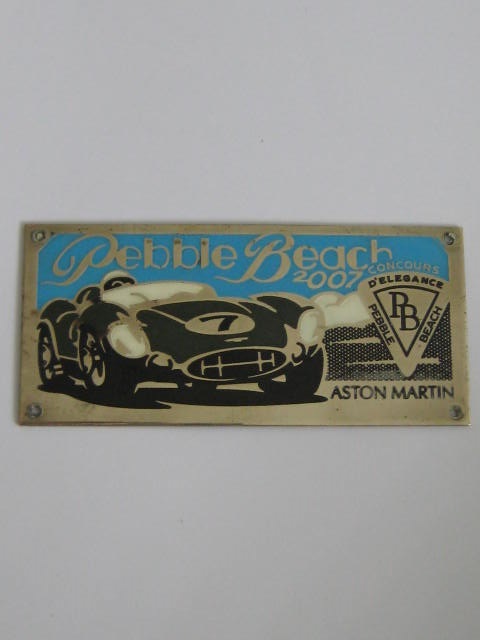 Pebble Beach
2007
CONCOURS
D'ELEGANCE
PEBBLE
PB
BEACH
7
ASTON MARTIN